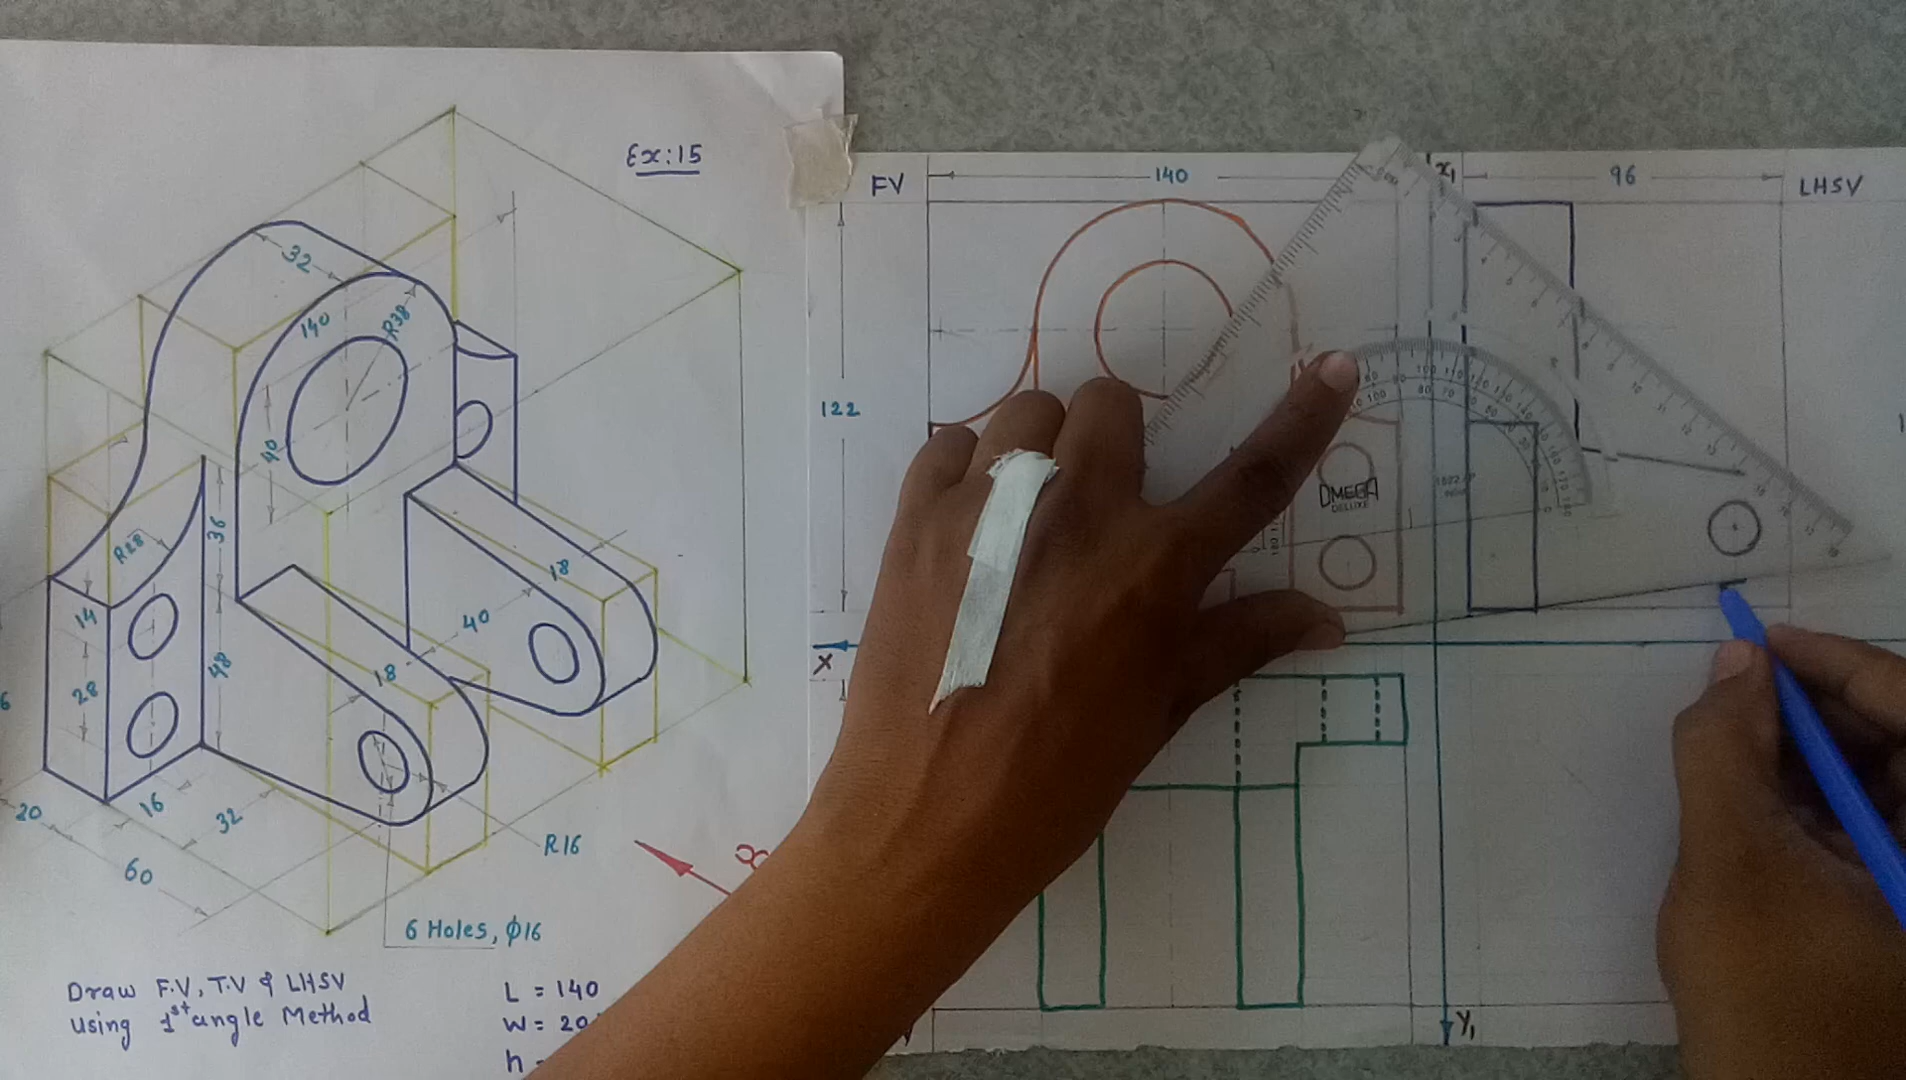 Ex:15
32
140
R38
40
36
R28
14
28
48
18
40
18
20
16
32
60
R16
6 Holes, ϕ16
Draw F.V, T.V & LHSV
Using 1st angle Method
L = 140
W = 20
h =
x
FV
140
x₁
96
LHSV
122
OMEGA
DELUXE
X
Y₁